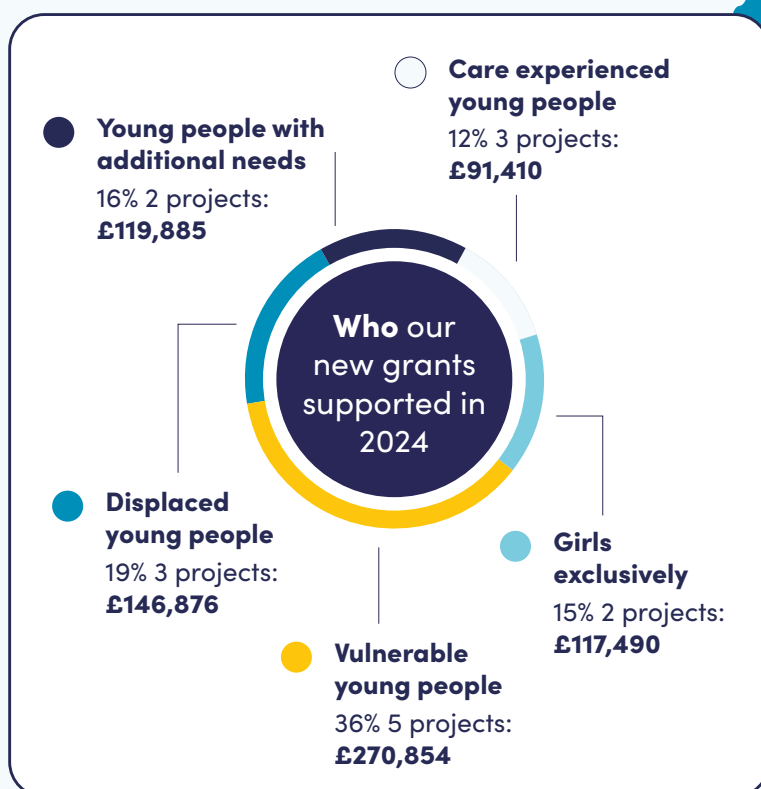 Care experienced
young people
12% 3 projects:
£91,410
Young people with
additional needs
16% 2 projects:
£119,885
Who our
new grants
supported in
2024
Displaced
young people
19% 3 projects:
£146,876
Girls
exclusively
15% 2 projects:
£117,490
Vulnerable
young people
36% 5 projects:
£270,854